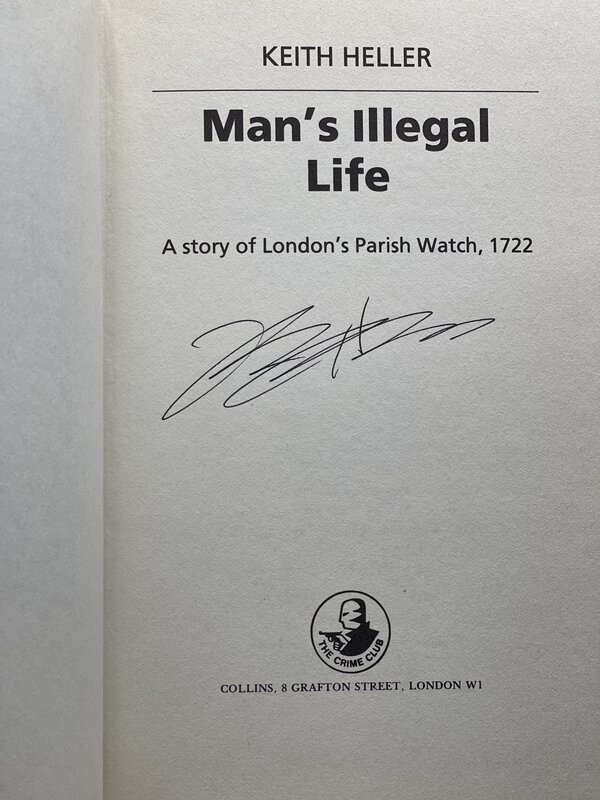 KEITH HELLER
Man's Illegal
Life
A story of London's Parish Watch, 1722
THE CRIME CLUB
COLLINS, 8 GRAFTON STREET, LONDON W1